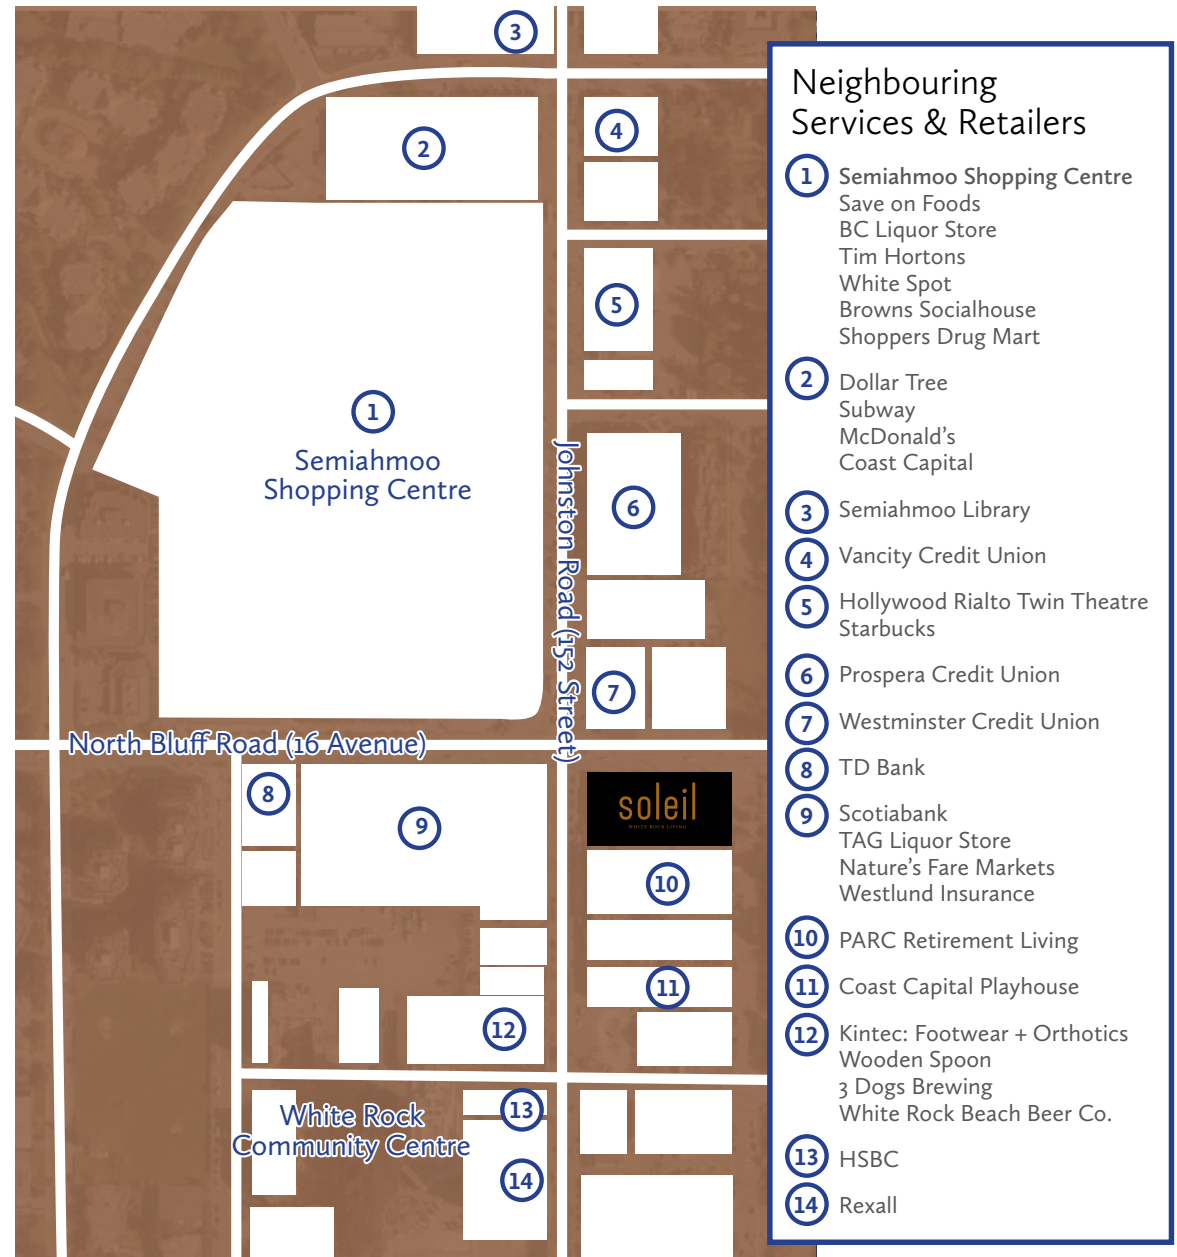 3
2
4
5
1
Semiahmoo
Shopping Centre
6
Johnston Road (152 Street)
7
North Bluff Road (16 Avenue)
8
9
soleil
WHITE ROCK LIVING
10
11
12
White Rock
Community Centre
13
14
Neighbouring
Services & Retailers
1 Semiahmoo Shopping Centre
Save on Foods
BC Liquor Store
Tim Hortons
White Spot
Browns Socialhouse
Shoppers Drug Mart
2 Dollar Tree
Subway
McDonald’s
Coast Capital
3 Semiahmoo Library
4 Vancity Credit Union
5 Hollywood Rialto Twin Theatre
Starbucks
6 Prospera Credit Union
7 Westminster Credit Union
8 TD Bank
9 Scotiabank
TAG Liquor Store
Nature’s Fare Markets
Westlund Insurance
10 PARC Retirement Living
11 Coast Capital Playhouse
12 Kintec: Footwear + Orthotics
Wooden Spoon
3 Dogs Brewing
White Rock Beach Beer Co.
13 HSBC
14 Rexall